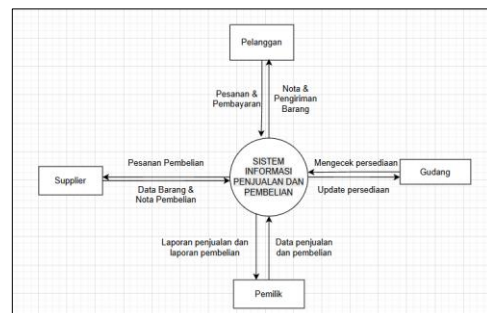 Pelanggan
Pesanan &
Pembayaran
Nota &
Pengiriman
Barang
SISTEM
INFORMASI
PENJUALAN DAN
PEMBELIAN
Pesanan Pembelian
Supplier
Data Barang &
Nota Pembelian
Mengecek persediaan
Gudang
Update persediaan
Laporan penjualan dan
laporan pembelian
Data penjualan
dan pembelian
Pemilik